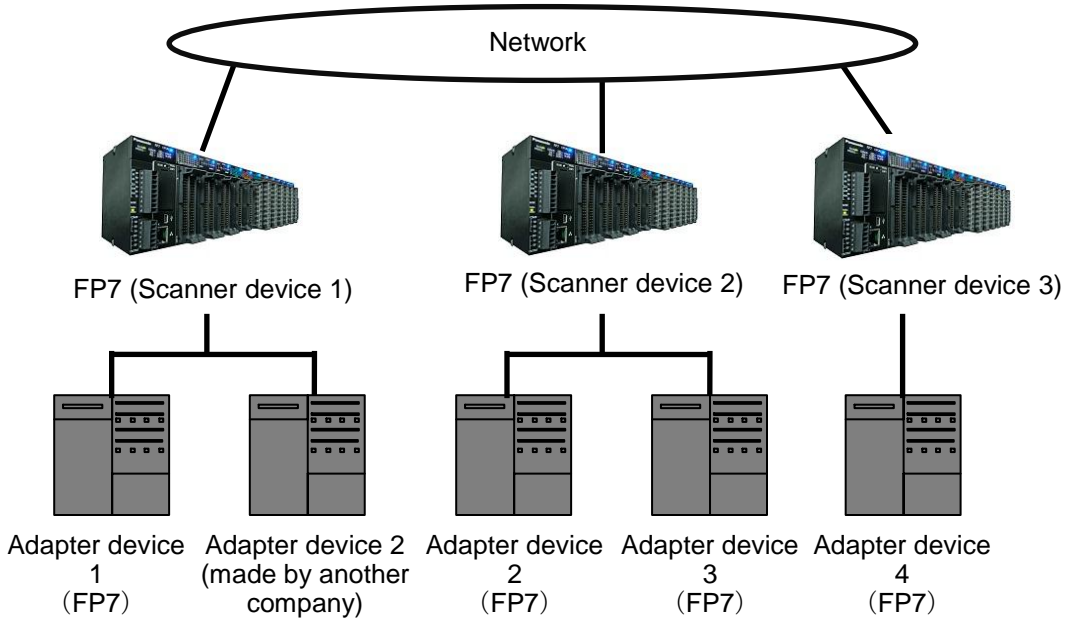 Network
FP7 (Scanner device 1)
FP7 (Scanner device 2)
FP7 (Scanner device 3)
Adapter device
1
（FP7）
Adapter device 2
(made by another
company)
Adapter device
2
（FP7）
Adapter device
3
（FP7）
Adapter device
4
（FP7）